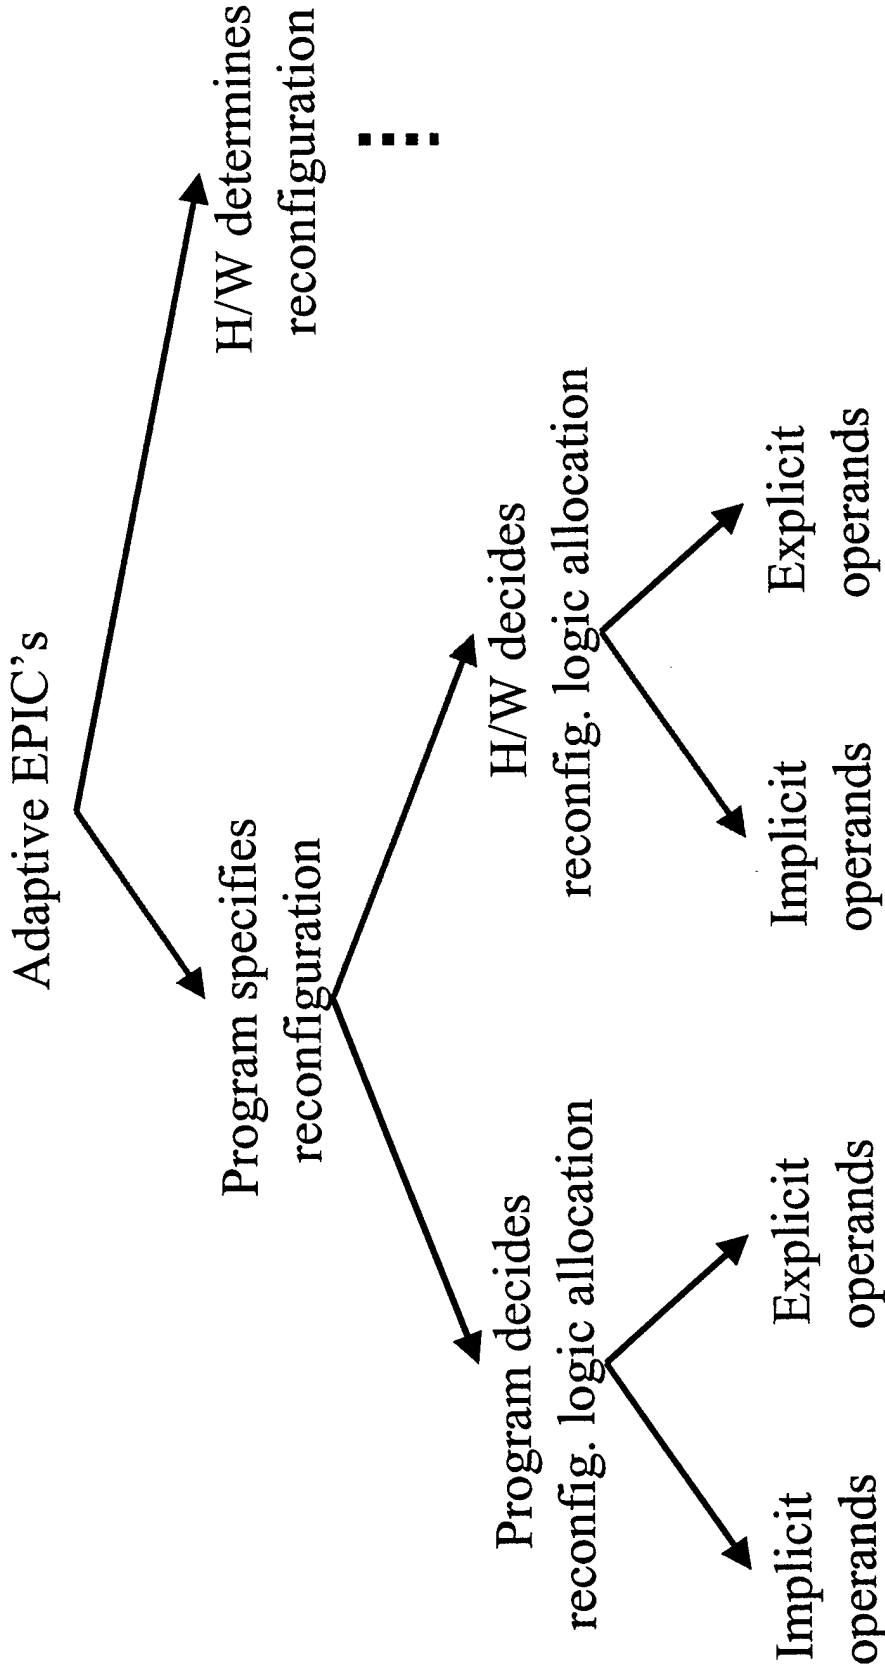 Adaptive EPIC's
Program specifies
reconfiguration
H/W determines
reconfiguration
Program decides
reconfig. logic allocation
H/W decides
reconfig. logic allocation
Implicit
operands
Explicit
operands
Implicit
operands
Explicit
operands